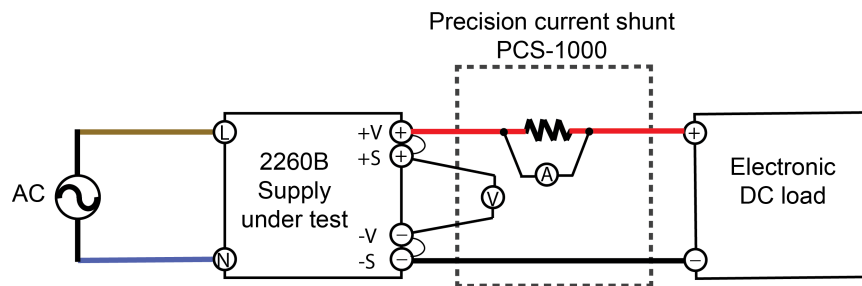 Precision current shunt
PCS-1000
AC
L
N
2260B
Supply
under test
+V
+
+S
+
-V
−
-S
−
V
A
+
−
Electronic
DC load